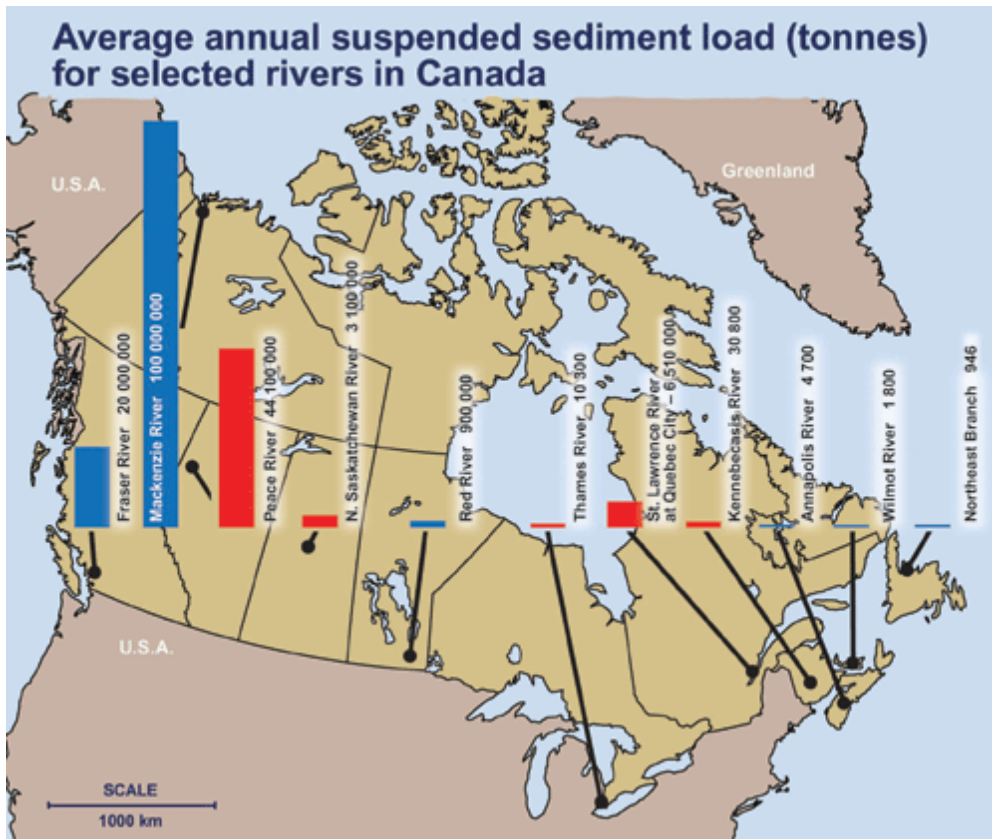 Average annual suspended sediment load (tonnes)
for selected rivers in Canada
U.S.A.
Greenland
Fraser River 20 000 000
Mackenzie River 100 000 000
Peace River 44 100 000
N. Saskatchewan River 3 100 000
Red River 900 000
Thames River 10 300
St. Lawrence River
at Quebec City – 6,510 000
Kennebecasis River 30 800
Annapolis River 4 700
Wilmot River 1 800
Northeast Branch 946
U.S.A.
SCALE
1000 km